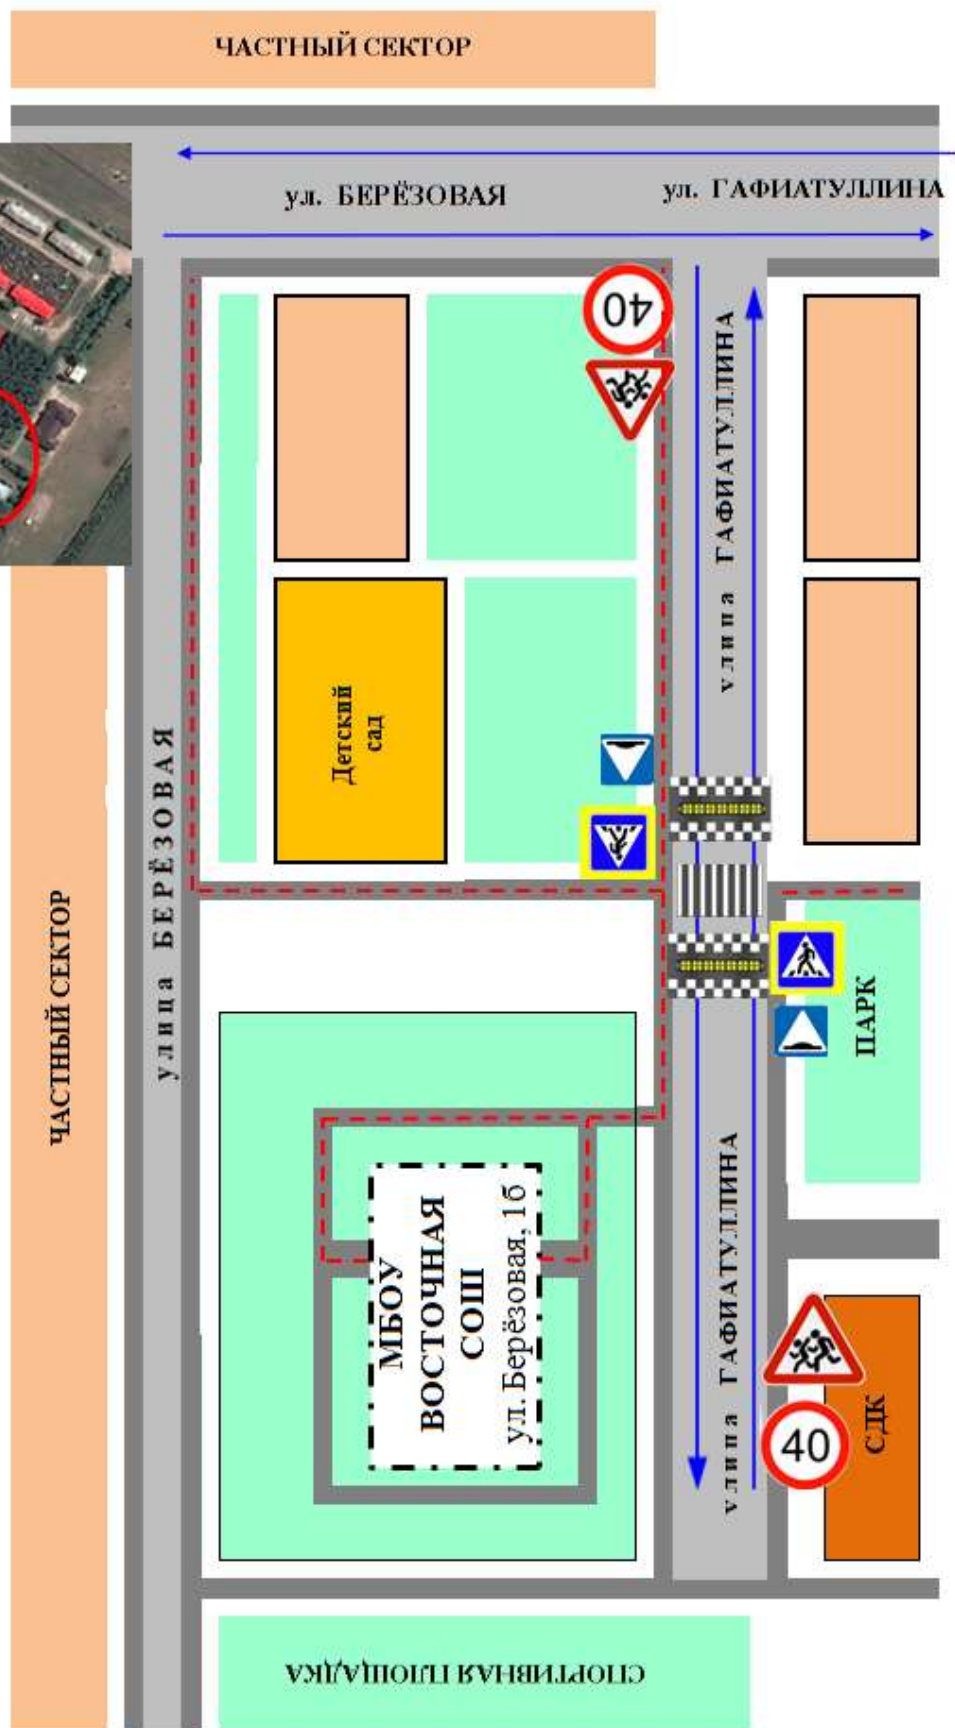 ЧАСТНЫЙ СЕКТОР
ул. БЕРЁЗОВАЯ
ул. ГАФИАТУЛЛИНА
40
улица ГАФИАТУЛЛИНА
Детский
сад
улица БЕРЁЗОВАЯ
ЧАСТНЫЙ СЕКТОР
ПАРК
МБОУ
ВОСТОЧНАЯ
СОШ
ул. Берёзовая, 1б
улица ГАФИАТУЛЛИНА
40
СДК
СПОРТИВНАЯ ПЛОЩАДКА